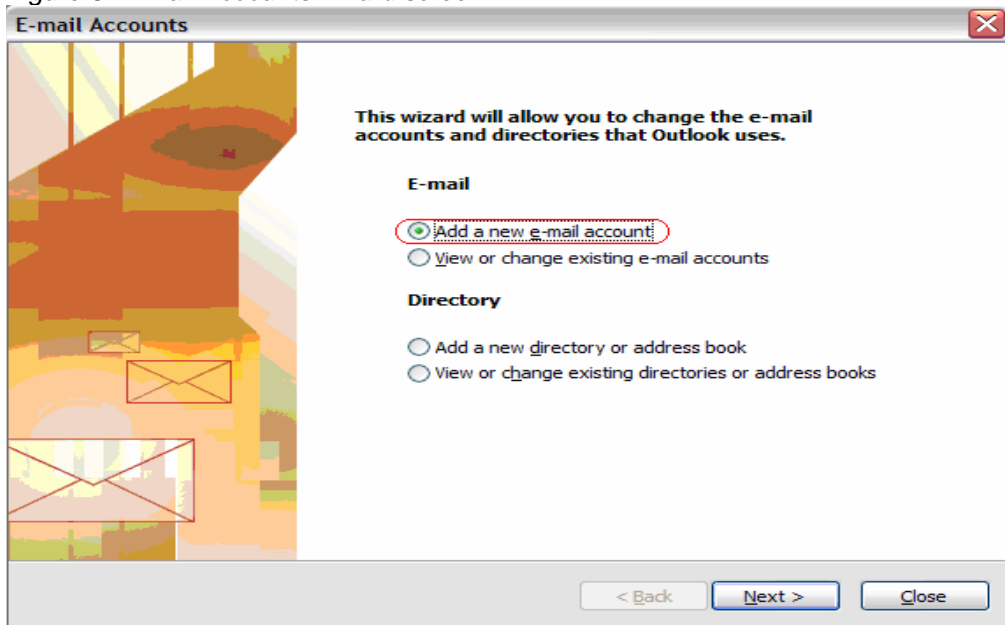 E-mail Accounts
This wizard will allow you to change the e-mail
accounts and directories that Outlook uses.
E-mail
Add a new e-mail account
View or change existing e-mail accounts
Directory
Add a new directory or address book
View or change existing directories or address books
< Back
Next >
Close